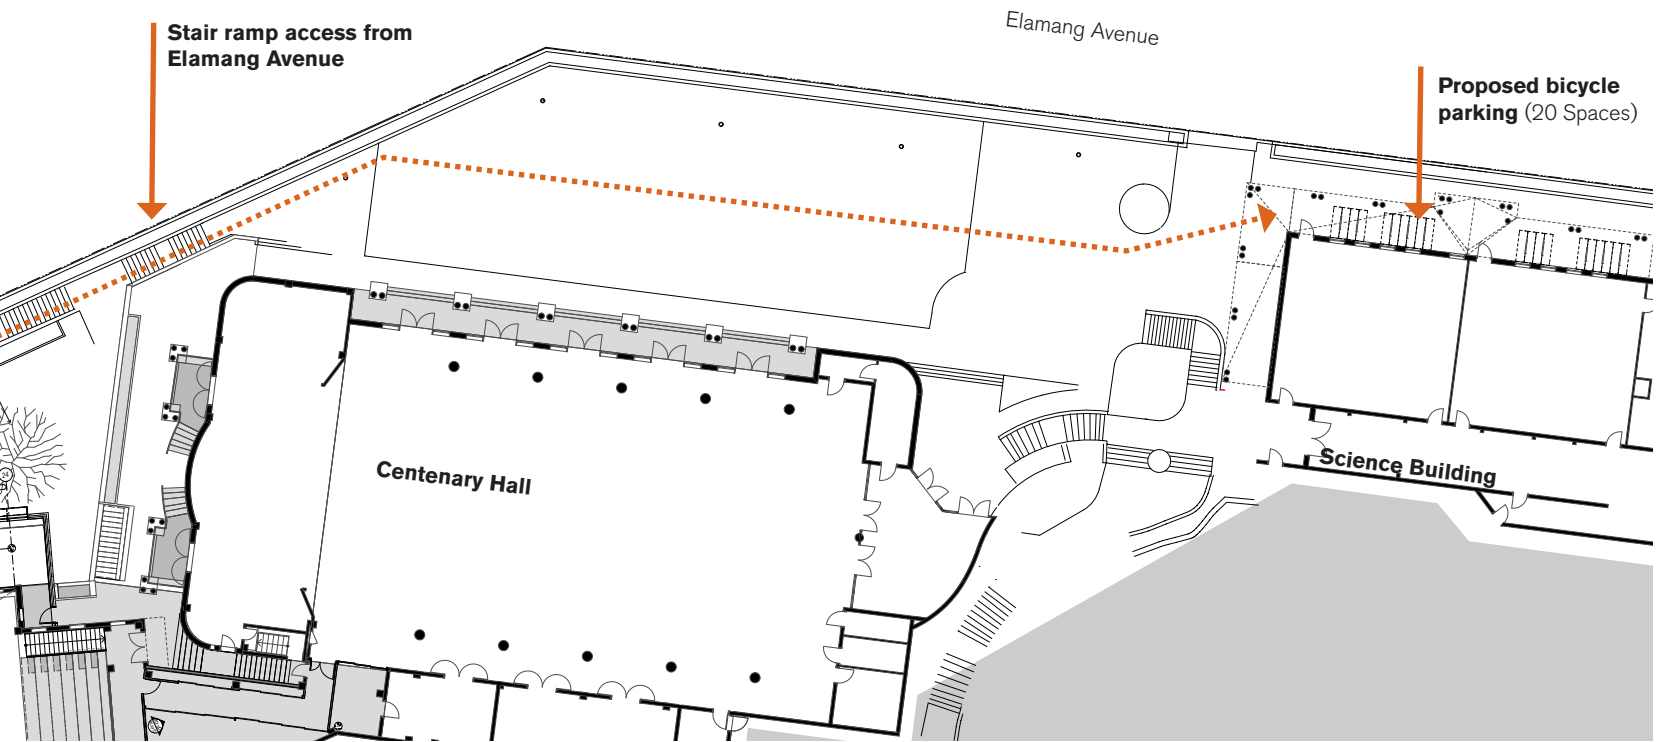 Elamang Avenue
Stair ramp access from
Elamang Avenue
Proposed bicycle
parking (20 Spaces)
Centenary Hall
Science Building